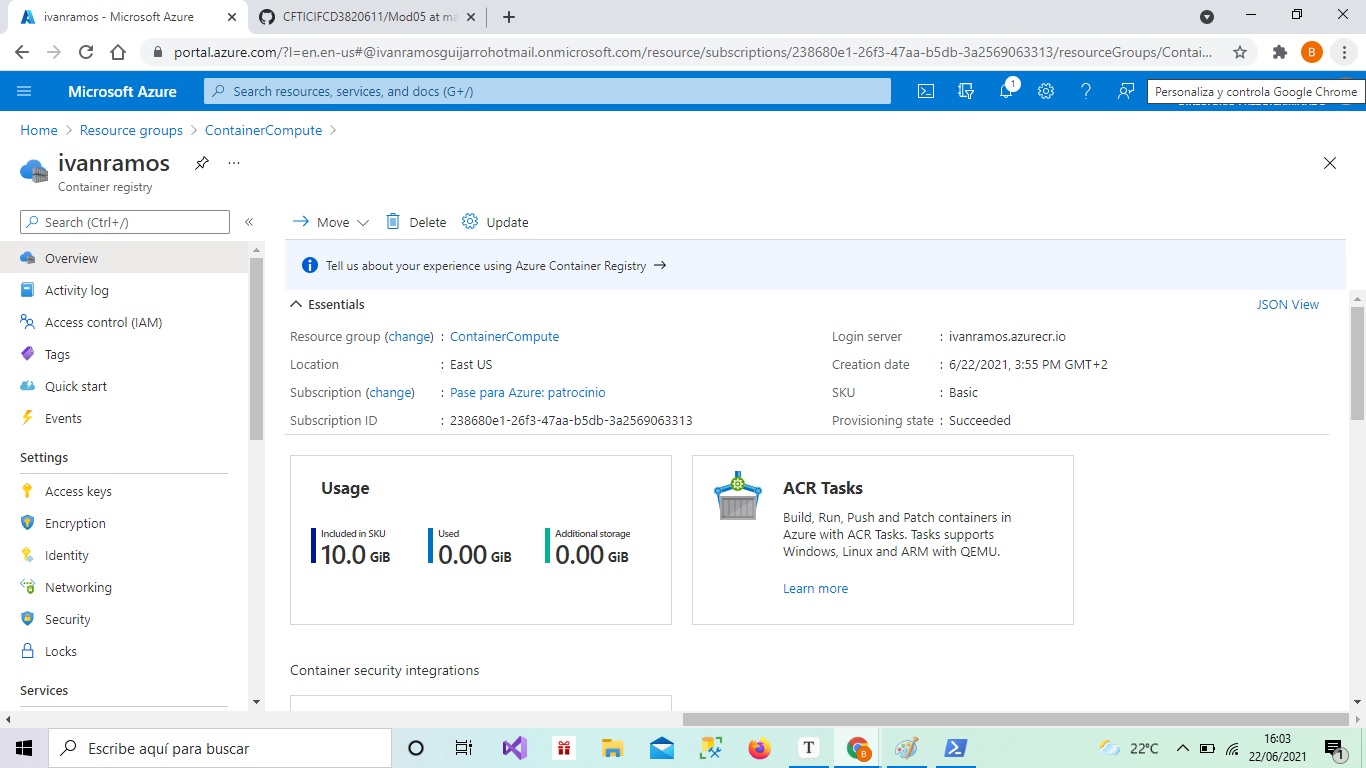 ivanramos - Microsoft Azure
CFTICIFCD3820611/Mod05 at ma
portal.azure.com/?l=en.en-us#@ivanramosguijarrohotmail.onmicrosoft.com/resource/subscriptions/238680e1-26f3-47aa-b5db-3a2569063313/resourceGroups/Contai...
B
Microsoft Azure
Search resources, services, and docs (G+/)
1
Personaliza y controla Google Chrome
Home > Resource groups > ContainerCompute >
ivanramos
Container registry
Search (Ctrl+/)
«
Move
Delete
Update
Overview
Tell us about your experience using Azure Container Registry →
Activity log
Essentials
JSON View
Access control (IAM)
Resource group (change) : ContainerCompute
Login server : ivanramos.azurecr.io
Tags
Location : East US
Creation date : 6/22/2021, 3:55 PM GMT+2
Quick start
Subscription (change) : Pase para Azure: patrocinio
SKU : Basic
Events
Subscription ID : 238680e1-26f3-47aa-b5db-3a2569063313
Provisioning state : Succeeded
Settings
Access keys
Encryption
Identity
Networking
Security
Locks
Services
Usage
Included in SKU
10.0 GiB
Used
0.00 GiB
Additional storage
0.00 GiB
ACR Tasks
Build, Run, Push and Patch containers in
Azure with ACR Tasks. Tasks supports
Windows, Linux and ARM with QEMU.
Learn more
Container security integrations
Escribe aquí para buscar
T
B
22°C
16:03
22/06/2021
1